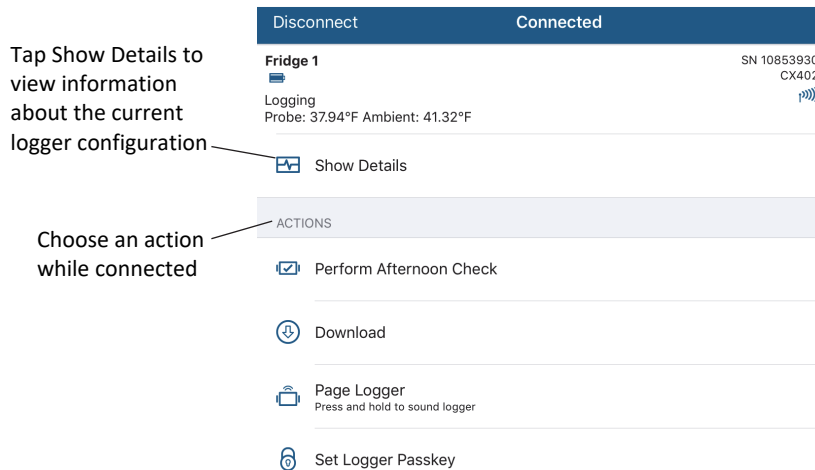 Disconnect Connected
Tap Show Details to
view information
about the current
logger configuration
Fridge 1
SN 10853930
CX402
Logging
Probe: 37.94°F Ambient: 41.32°F
Show Details
ACTIONS
Choose an action
while connected
Perform Afternoon Check
Download
Page Logger
Press and hold to sound logger
Set Logger Passkey